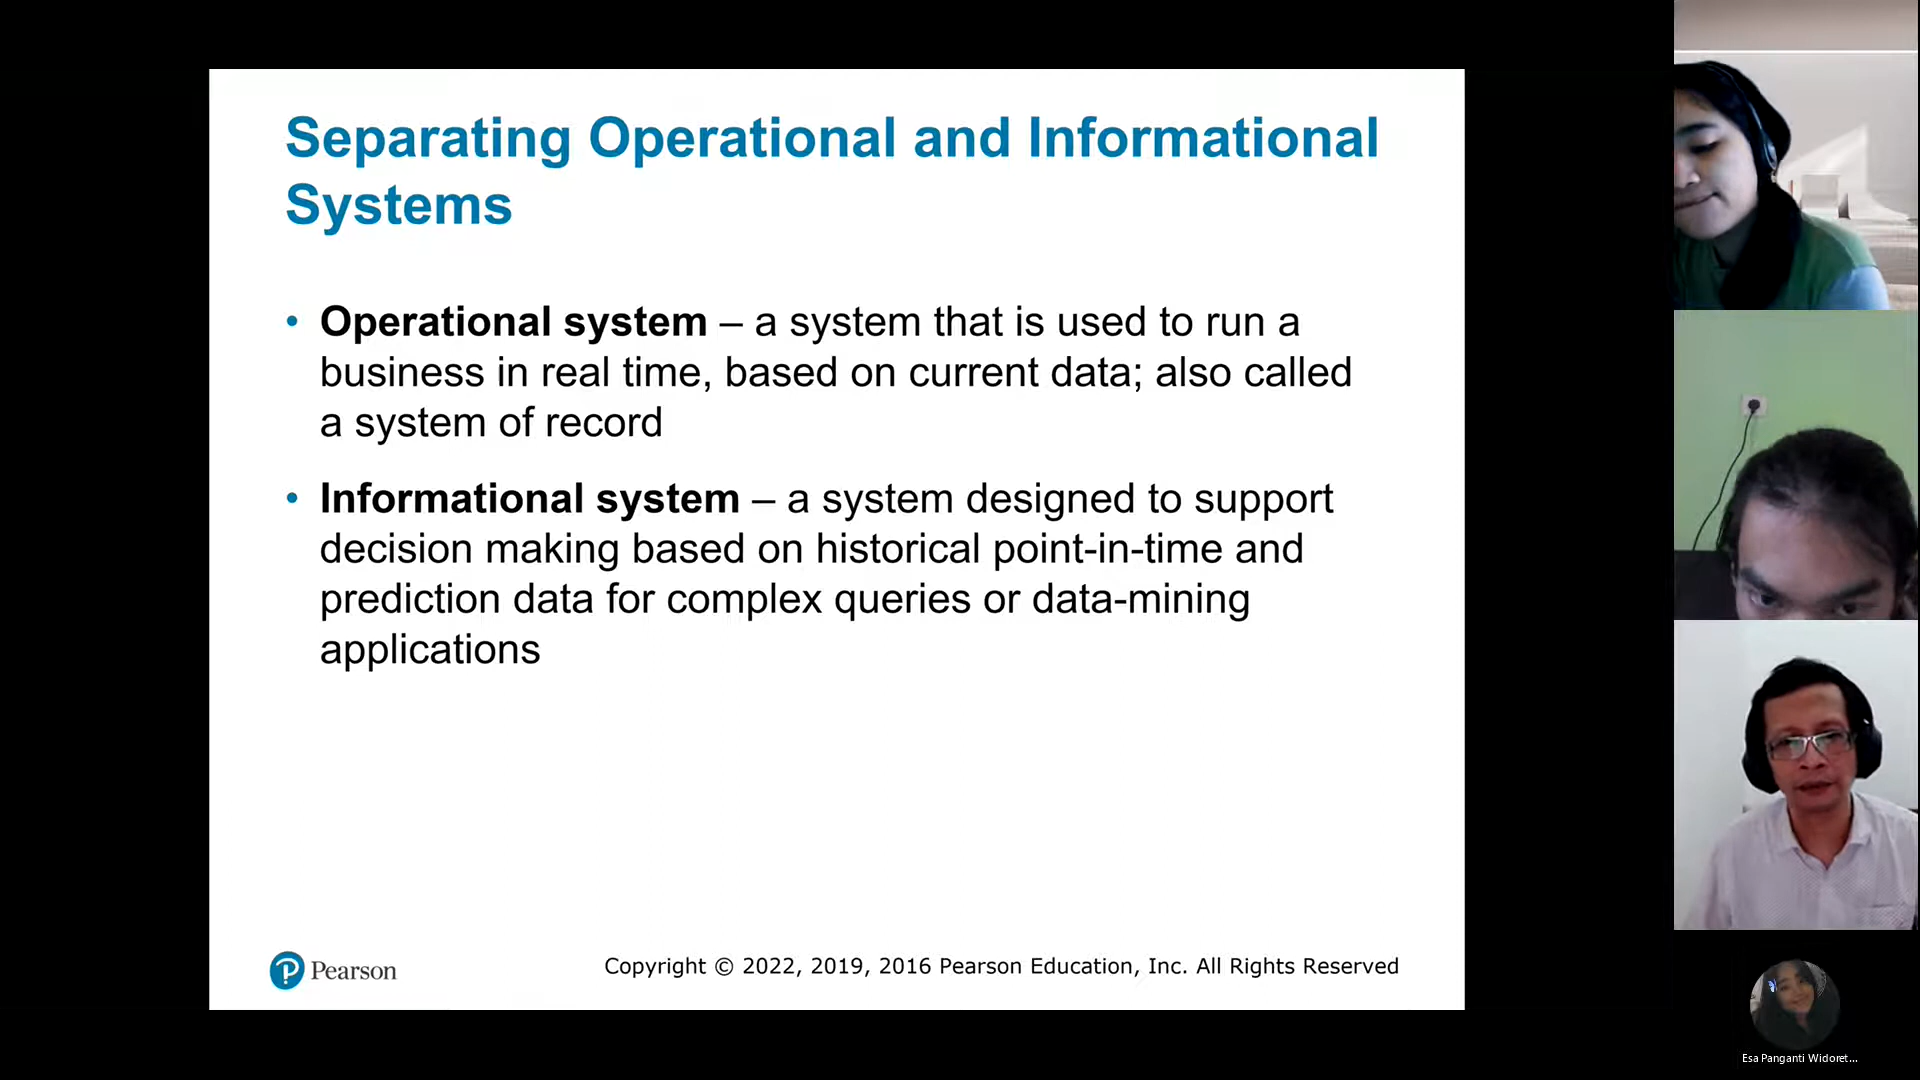 Separating Operational and Informational
Systems
• Operational system – a system that is used to run a
business in real time, based on current data; also called
a system of record
• Informational system – a system designed to support
decision making based on historical point-in-time and
prediction data for complex queries or data-mining
applications
Pearson
Copyright © 2022, 2019, 2016 Pearson Education, Inc. All Rights Reserved
Esa Panganti Widoret...